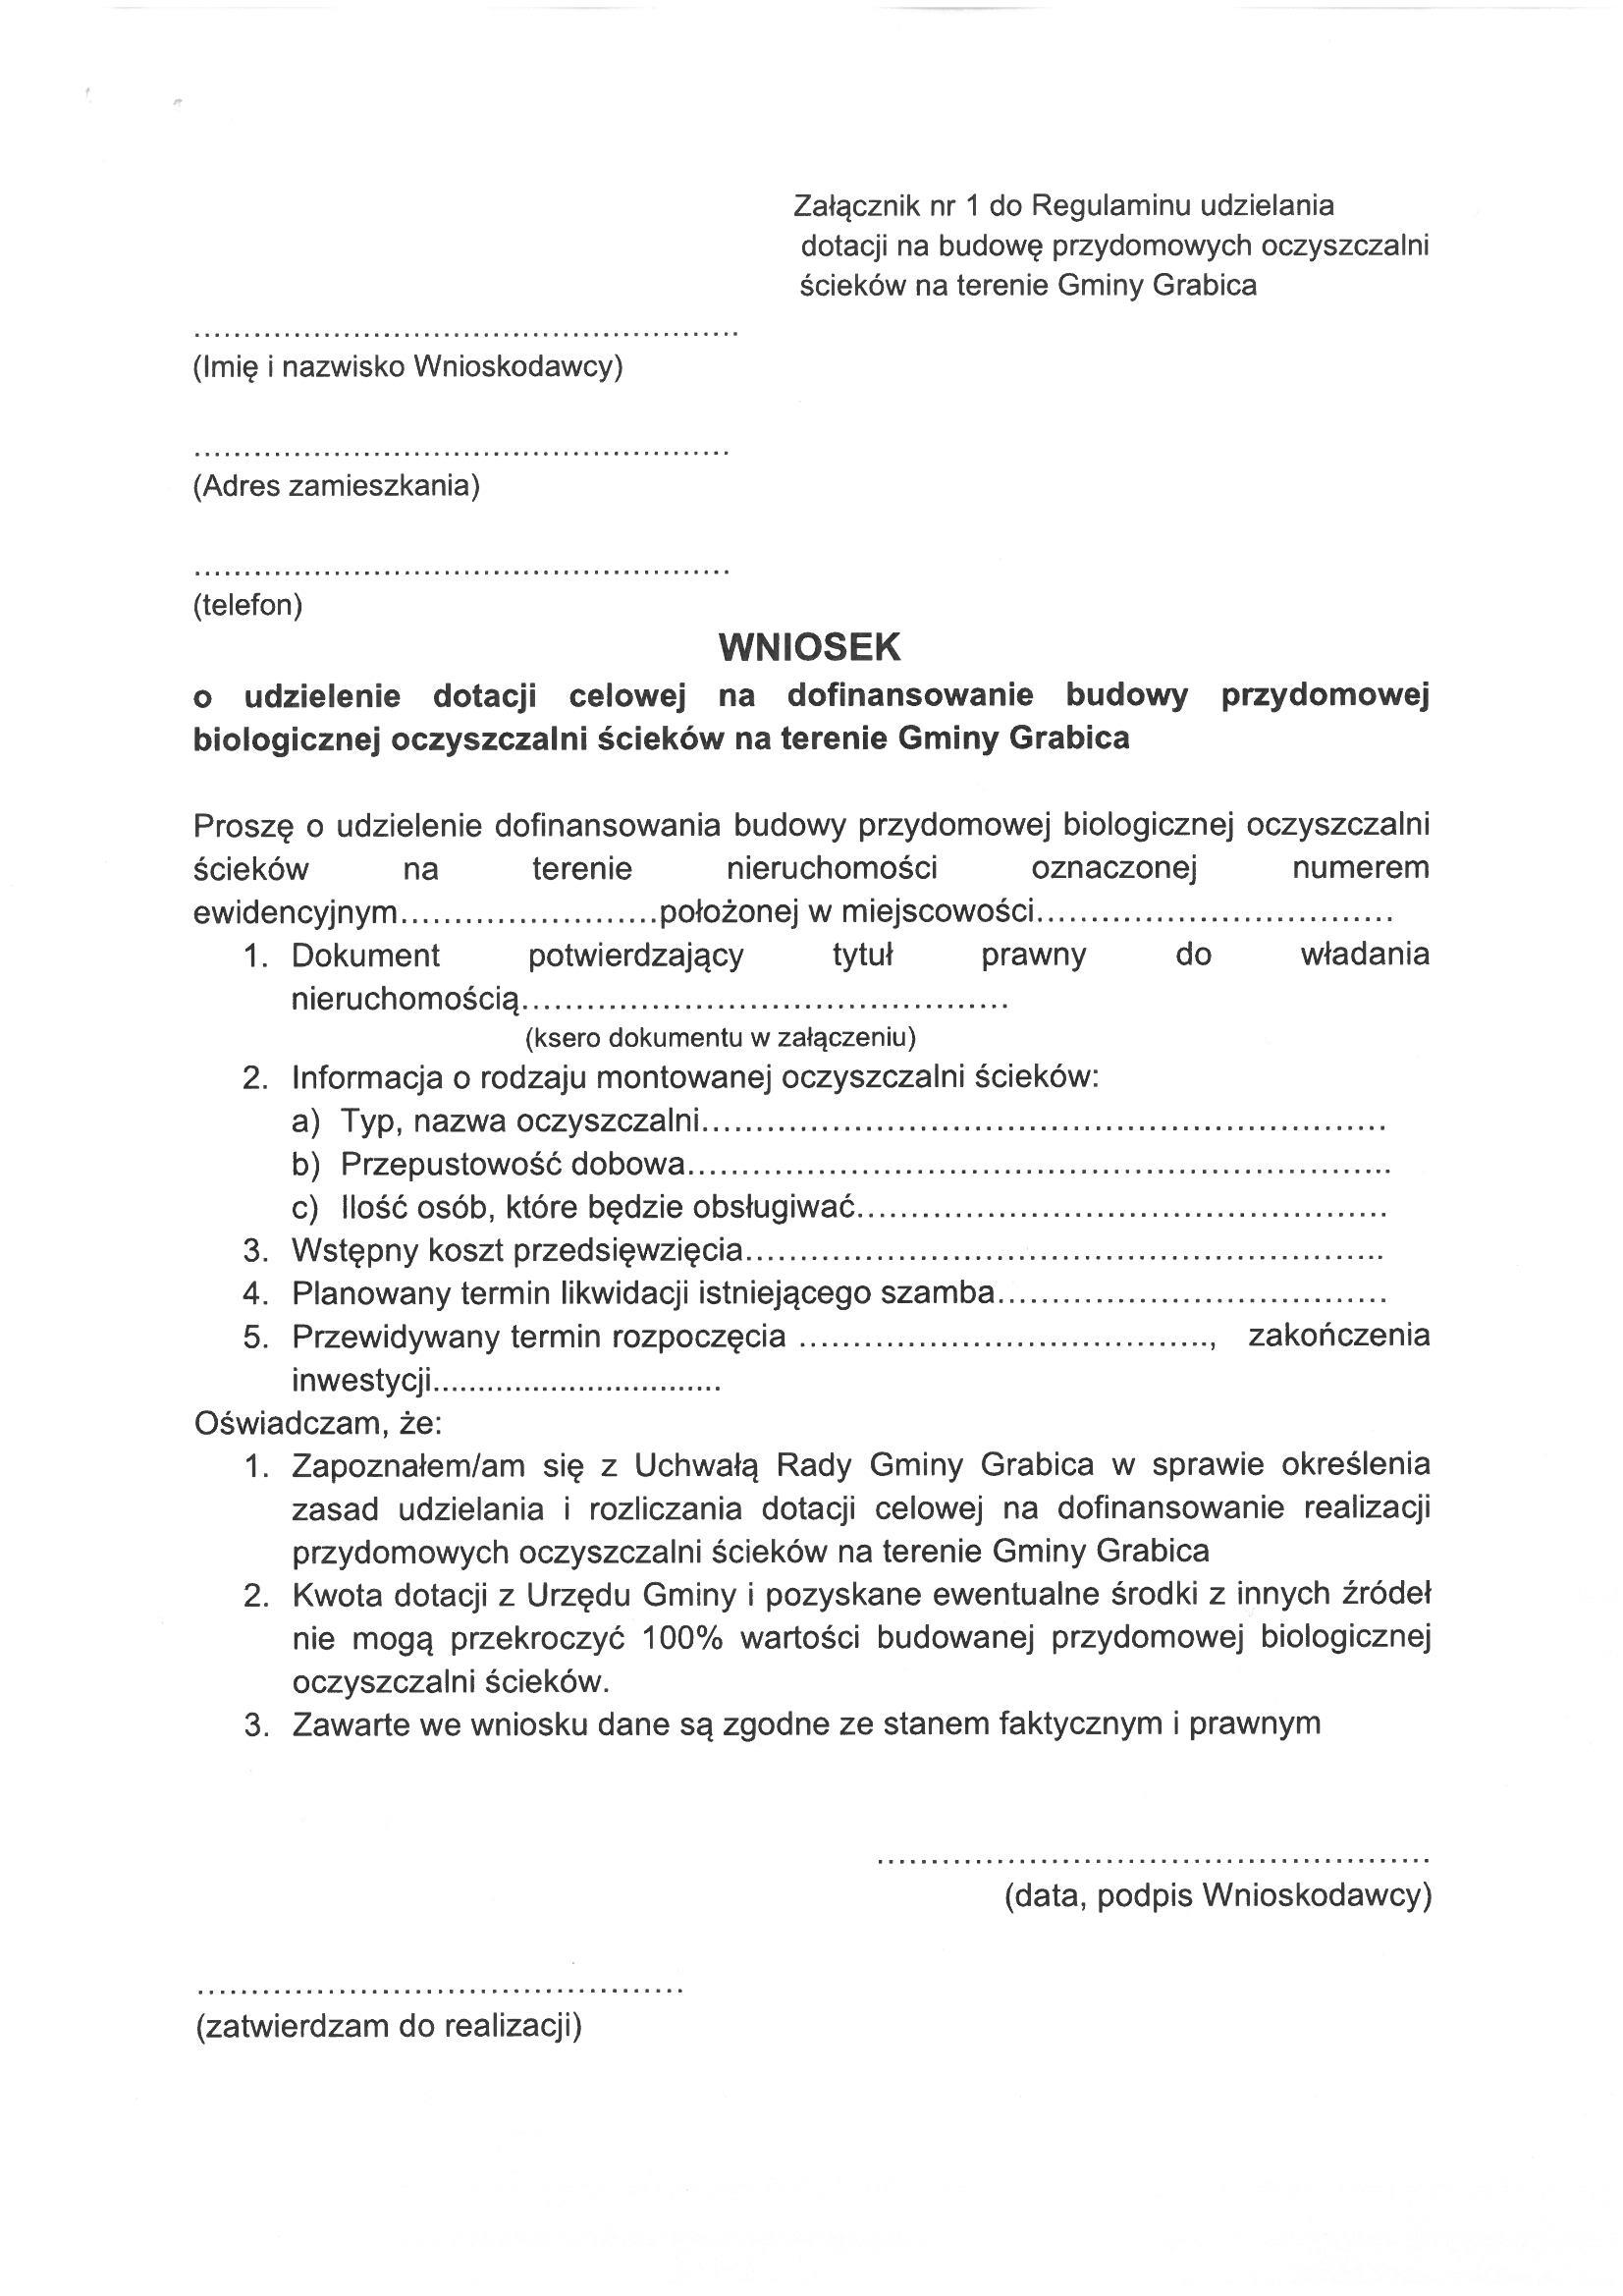 Załącznik nr 1 do Regulaminu udzielania
dotacji na budowę przydomowych oczyszczalni
ścieków na terenie Gminy Grabica
......................................................
(Imię i nazwisko Wnioskodawcy)
.....................................................
(Adres zamieszkania)
.....................................................
(telefon)
WNIOSEK
o udzielenie dotacji celowej na dofinansowanie budowy przydomowej
biologicznej oczyszczalni ścieków na terenie Gminy Grabica
Proszę o udzielenie dofinansowania budowy przydomowej biologicznej oczyszczalni
ścieków na terenie nieruchomości oznaczonej numerem
ewidencyjnym........................położonej w miejscowości.................................
1. Dokument potwierdzający tytuł prawny do władania
nieruchomością.............................................
(ksero dokumentu w załączeniu)
2. Informacja o rodzaju montowanej oczyszczalni ścieków:
a) Typ, nazwa oczyszczalni................................................................
b) Przepustowość dobowa.................................................................
c) Ilość osób, które będzie obsługiwać.................................................
3. Wstępny koszt przedsięwzięcia...........................................................
4. Planowany termin likwidacji istniejącego szamba....................................
5. Przewidywany termin rozpoczęcia ......................................, zakończenia
inwestycji................................
Oświadczam, że:
1. Zapoznałem/am się z Uchwałą Rady Gminy Grabica w sprawie określenia
zasad udzielania i rozliczania dotacji celowej na dofinansowanie realizacji
przydomowych oczyszczalni ścieków na terenie Gminy Grabica
2. Kwota dotacji z Urzędu Gminy i pozyskane ewentualne środki z innych źródeł
nie mogą przekroczyć 100% wartości budowanej przydomowej biologicznej
oczyszczalni ścieków.
3. Zawarte we wniosku dane są zgodne ze stanem faktycznym i prawnym
...................................................
(data, podpis Wnioskodawcy)
.............................................
(zatwierdzam do realizacji)